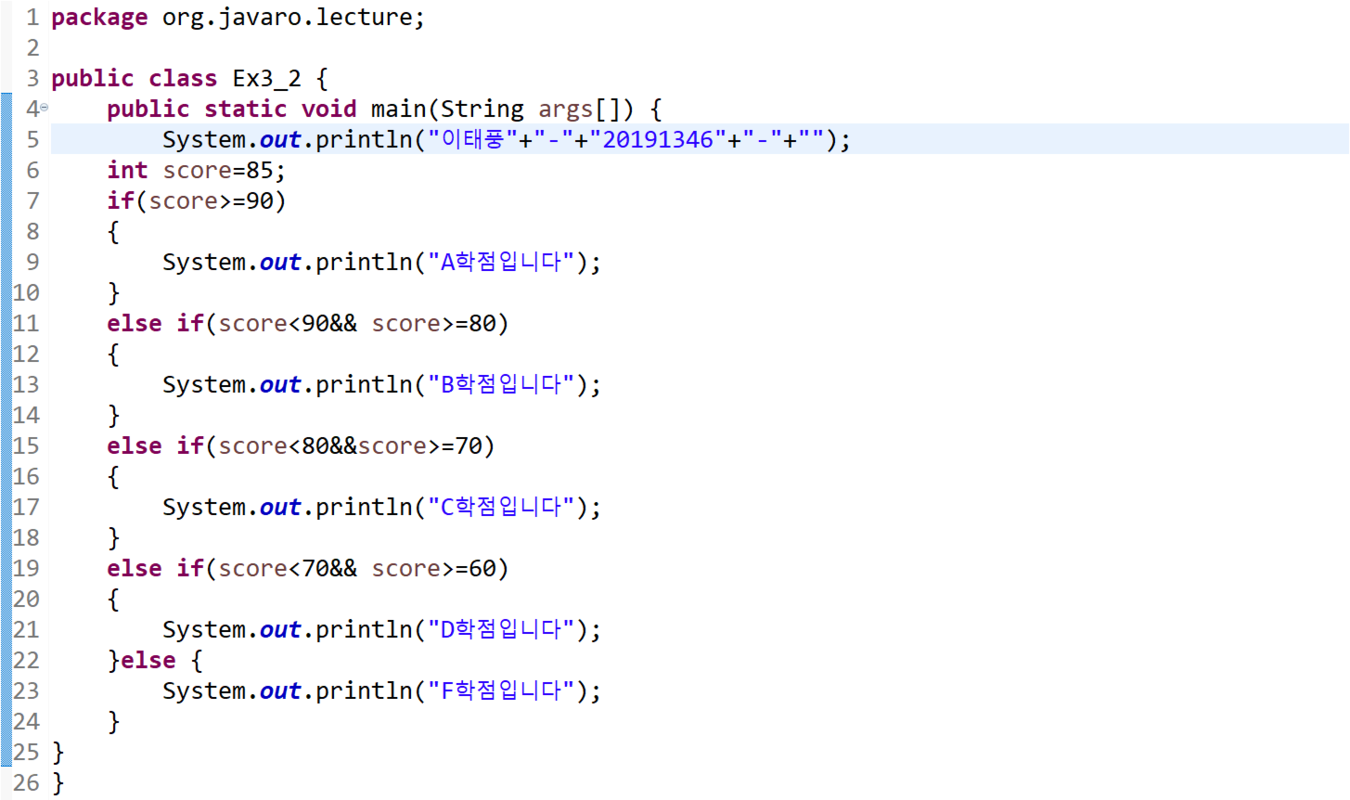 1 package org.javaro.lecture;
2
3 public class Ex3_2 {
4 public static void main(String args[]) {
5 System.out.println("이태풍"+"-"+"20191346"+"-"+"");
6 int score=85;
7 if(score>=90)
8 {
9 System.out.println("A학점입니다");
10 }
11 else if(score<90&& score>=80)
12 {
13 System.out.println("B학점입니다");
14 }
15 else if(score<80&&score>=70)
16 {
17 System.out.println("C학점입니다");
18 }
19 else if(score<70&& score>=60)
20 {
21 System.out.println("D학점입니다");
22 }else {
23 System.out.println("F학점입니다");
24 }
25 }
26 }